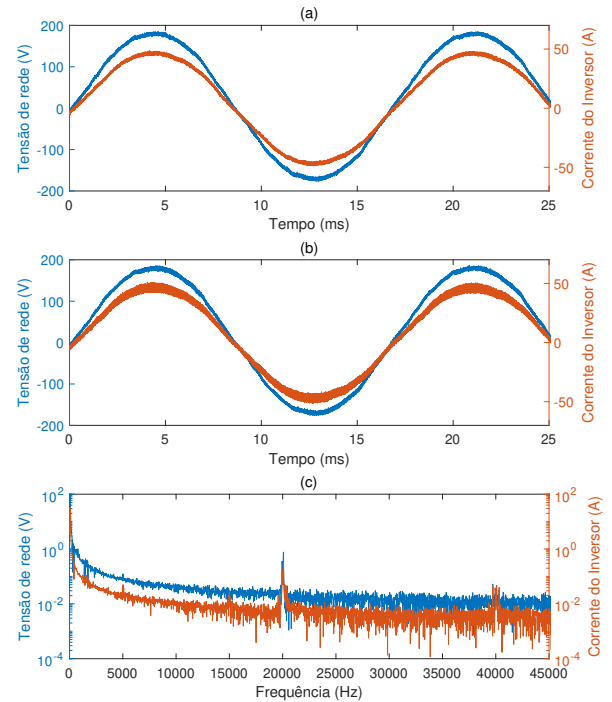 (a)
200
100
0
-100
-200
Tensão de rede (V)
50
0
-50
Corrente do Inversor (A)
0 5 10 15 20 25
Tempo (ms)
(b)
200
100
0
-100
-200
Tensão de rede (V)
50
0
-50
Corrente do Inversor (A)
0 5 10 15 20 25
Tempo (ms)
(c)
10^2
10^0
10^-2
10^-4
Tensão de rede (V)
10^2
10^0
10^-2
10^-4
Corrente do Inversor (A)
0 5000 10000 15000 20000 25000 30000 35000 40000 45000
Frequência (Hz)